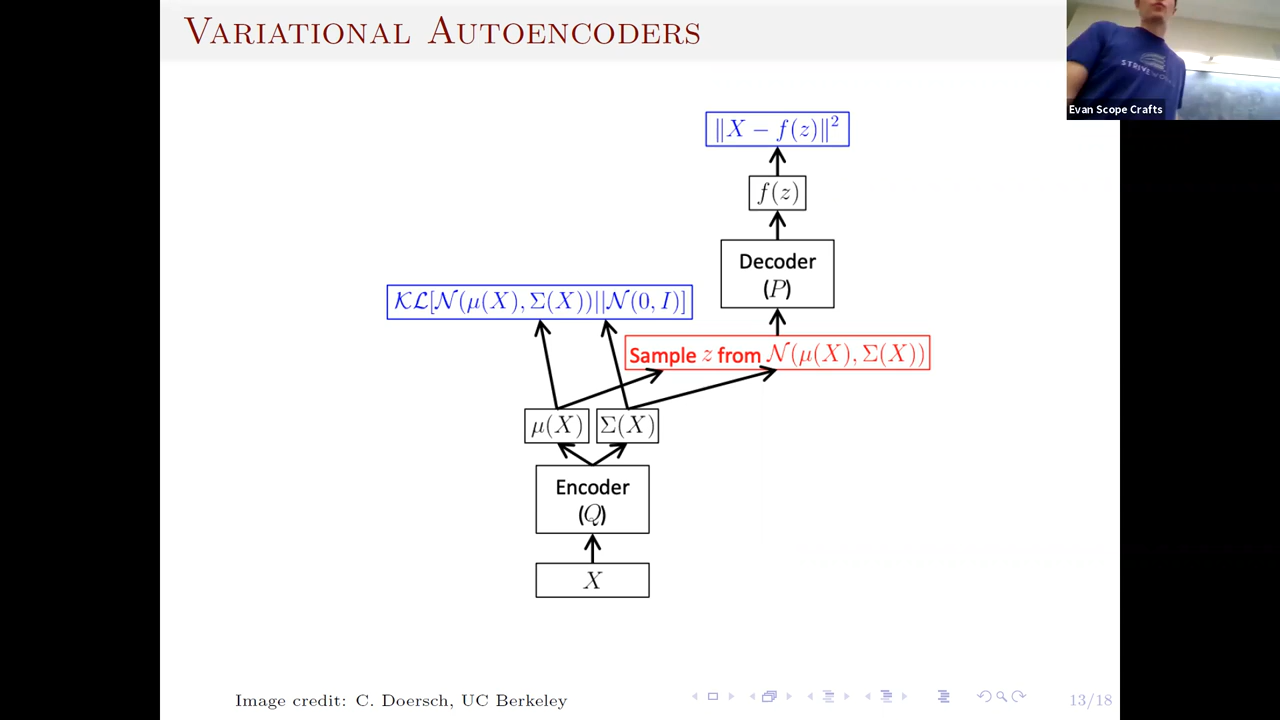 VARIATIONAL AUTOENCODERS
Evan Scope Crafts
‖X − f(z)‖²
f(z)
Decoder
(P)
𝒦ℒ[𝒩(μ(X), Σ(X))||𝒩(0, I)]
Sample z from 𝒩(μ(X), Σ(X))
μ(X) Σ(X)
Encoder
(Q)
X
Image credit: C. Doersch, UC Berkeley
13/18